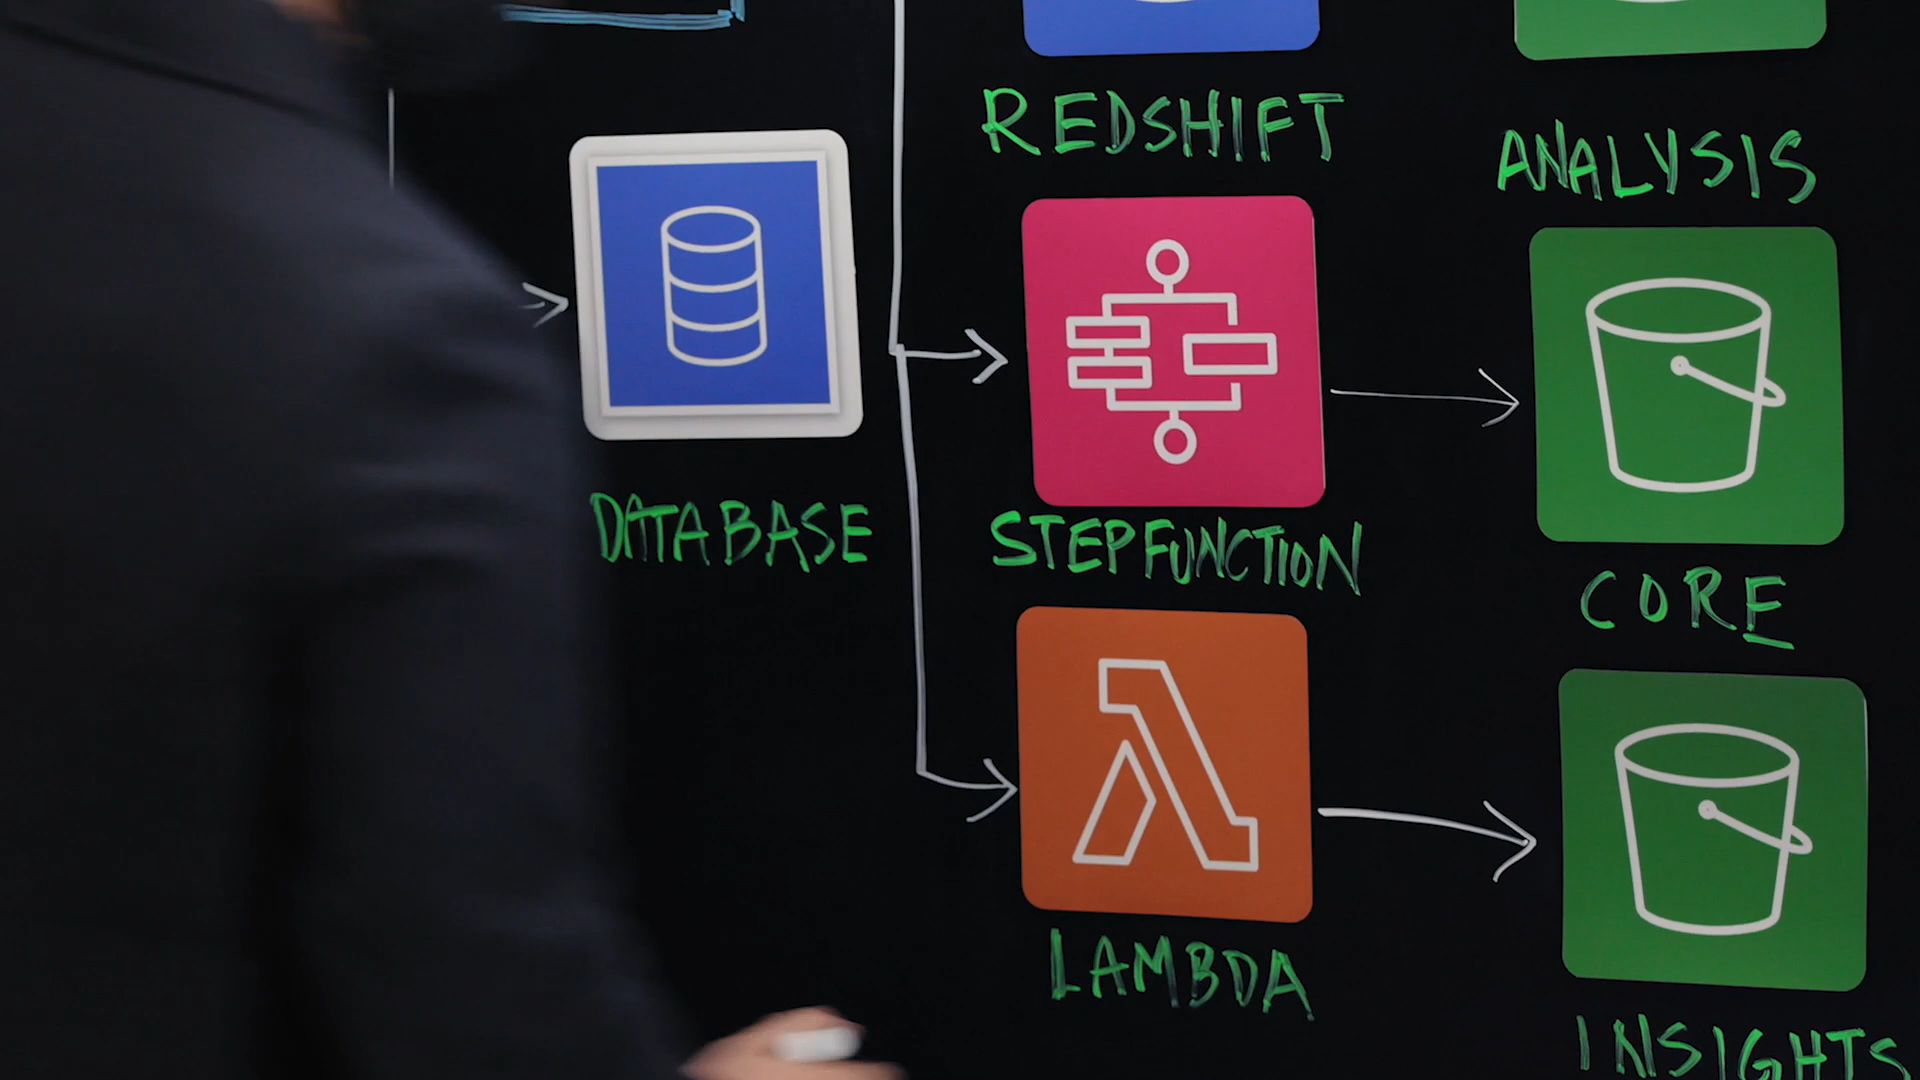 REDSHIFT
ANALYSIS
DATABASE
STEPFUNCTION
CORE
LAMBDA
INSIGHTS